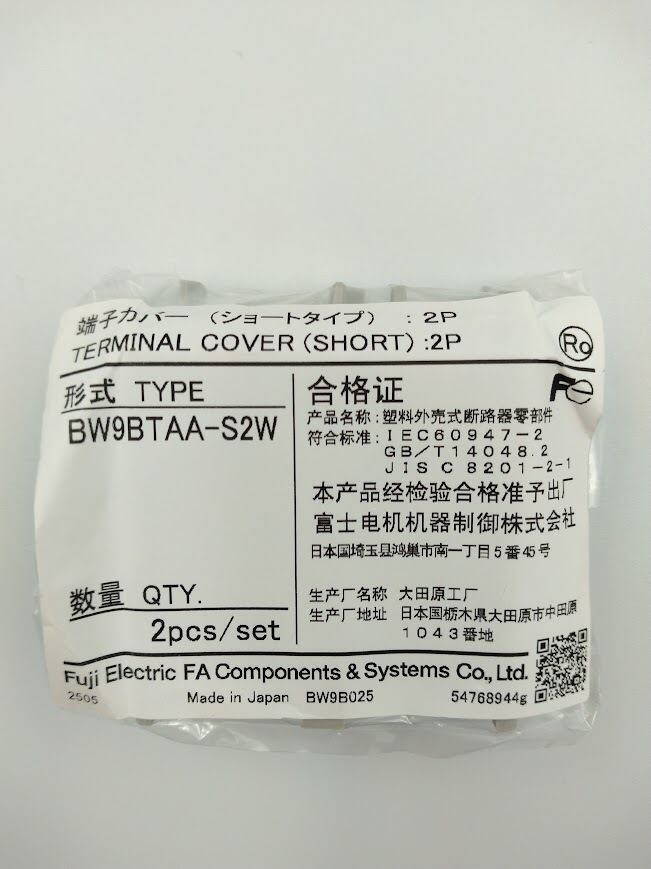 端子カバー （ショートタイプ） : 2P
TERMINAL COVER (SHORT) :2P
Ro
形式 TYPE
BW9BTAA-S2W
数量 QTY.
2pcs/set
合格证
Fe
产品名称:塑料外壳式断路器零部件
符合标准:IEC60947-2
GB/T14048.2
JIS C 8201-2-1
本产品经检验合格准予出厂
富士电机机器制御株式会社
日本国埼玉县鸿巢市南一丁目5番45号
生产厂名称 大田原工厂
生产厂地址 日本国栃木県大田原市中田原
1043番地
Fuji Electric FA Components & Systems Co., Ltd.
2505 Made in Japan BW9B025 54768944g